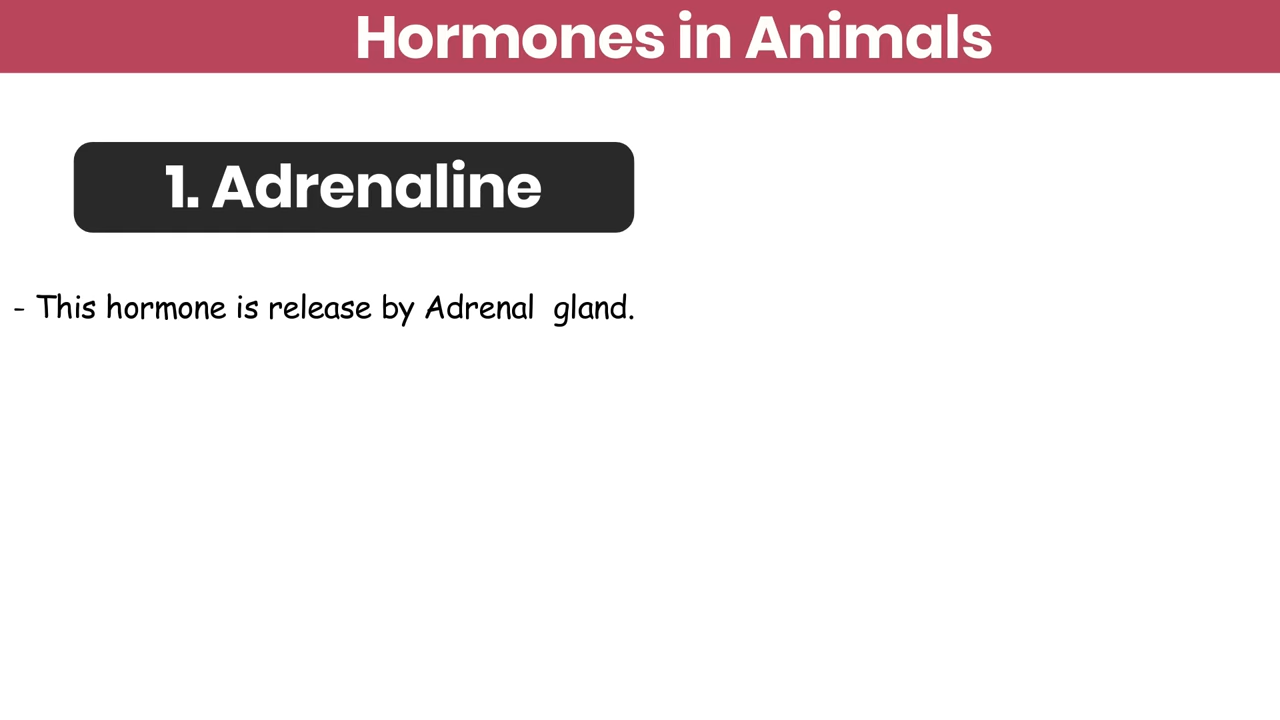 Hormones in Animals
1. Adrenaline
- This hormone is release by Adrenal gland.